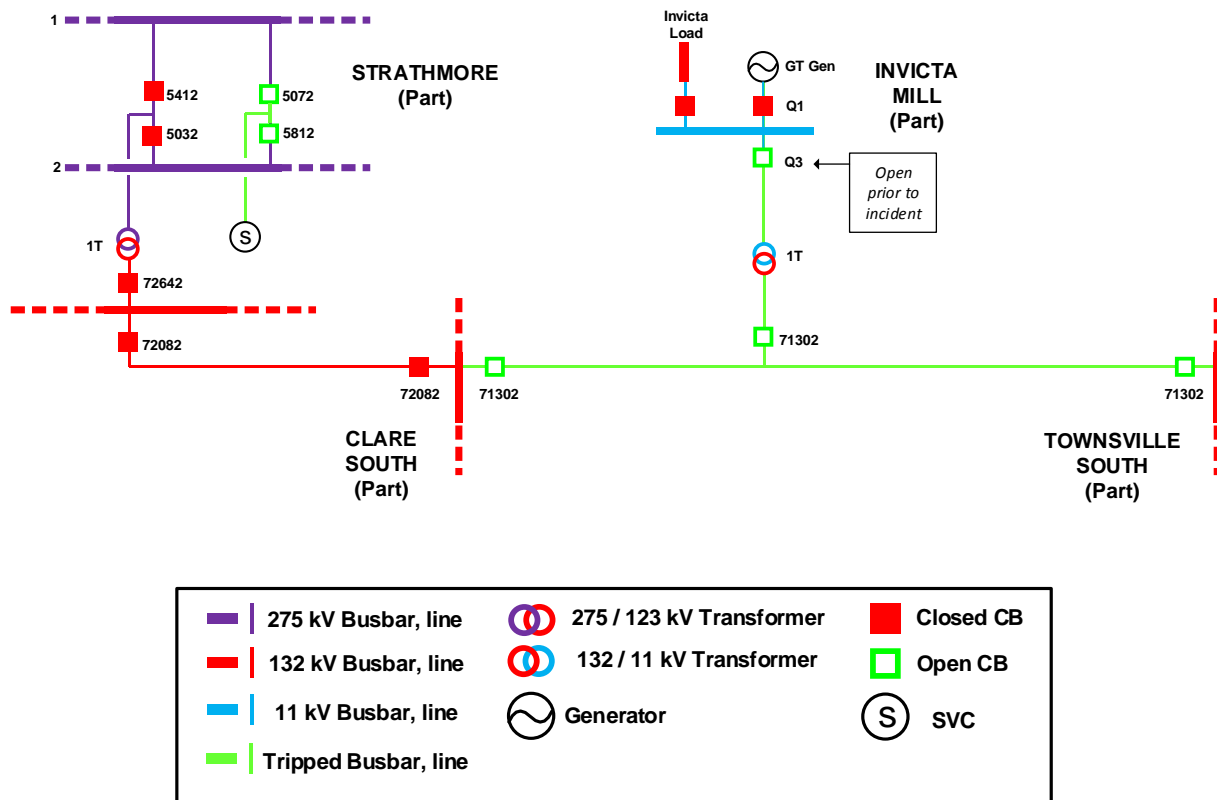 1
5412
5072
5032
5812
2
STRATHMORE
(Part)
1T
S
72642
72082
72082
CLARE
SOUTH
(Part)
71302
Invicta
Load
GT Gen
Q1
INVICTA
MILL
(Part)
Q3
Open
prior to
incident
1T
71302
71302
TOWNSVILLE
SOUTH
(Part)
275 kV Busbar, line
132 kV Busbar, line
11 kV Busbar, line
Tripped Busbar, line
275 / 123 kV Transformer
132 / 11 kV Transformer
Generator
Closed CB
Open CB
S
SVC